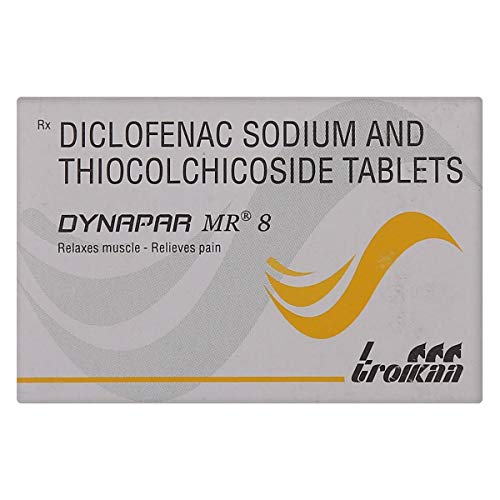 Rx DICLOFENAC SODIUM AND
THIOCOLCHICOSIDE TABLETS
DYNAPAR MR® 8
Relaxes muscle - Relieves pain
troikaa